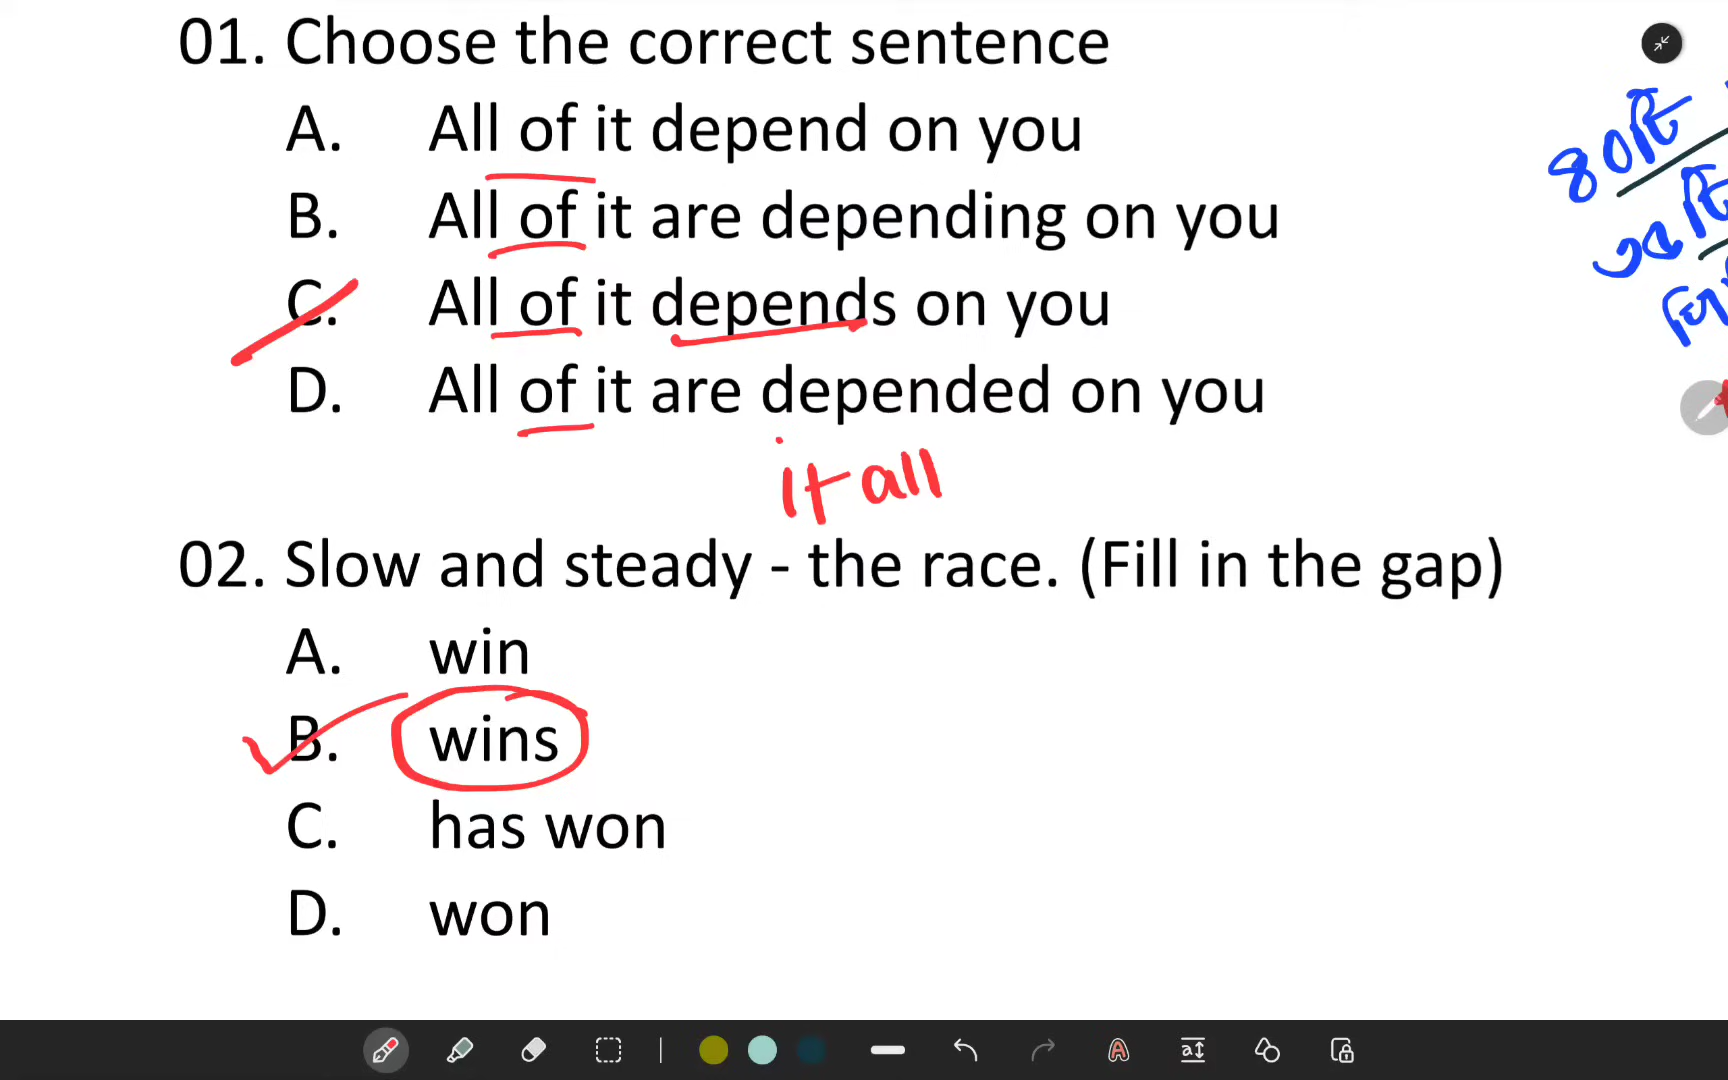 01. Choose the correct sentence
A. All of it depend on you
B. All of it are depending on you
C. All of it depends on you
D. All of it are depended on you
it all
02. Slow and steady - the race. (Fill in the gap)
A. win
B. wins
C. has won
D. won